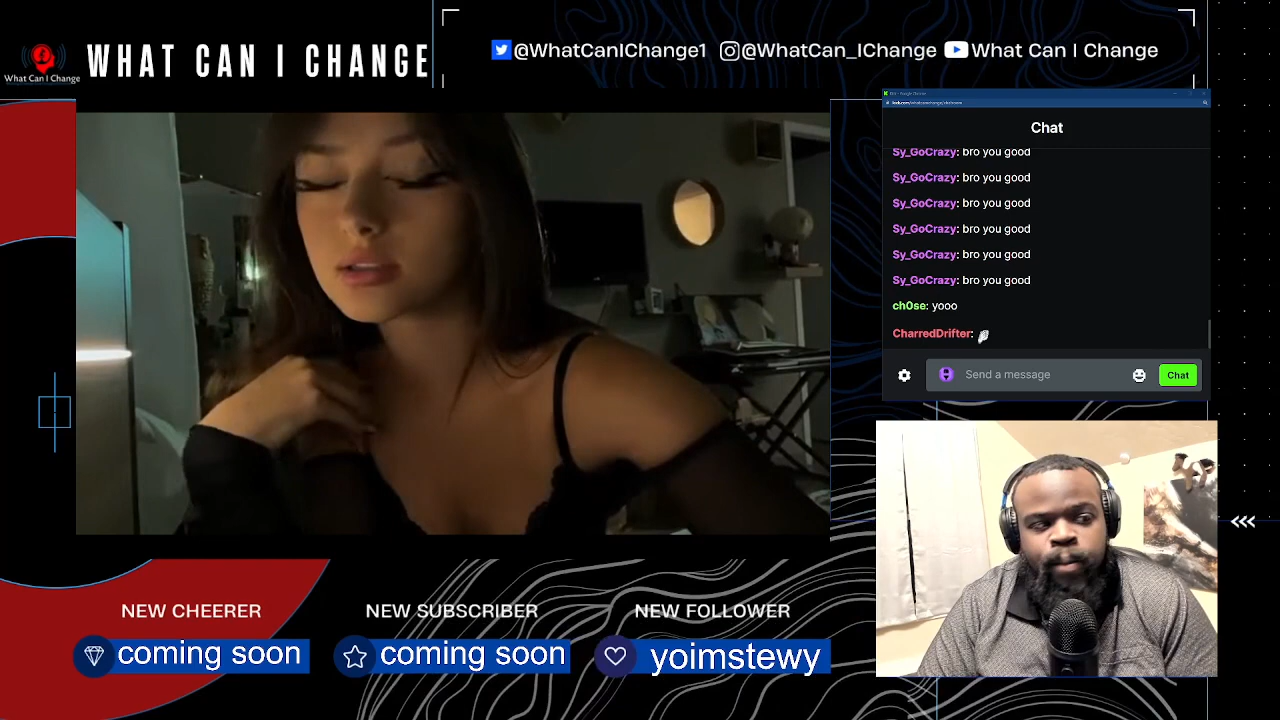 What Can I Change
WHAT CAN I CHANGE
@WhatCanIChange1
@WhatCan_IChange
What Can I Change
Chat
Sy_GoCrazy: bro you good
Sy_GoCrazy: bro you good
Sy_GoCrazy: bro you good
Sy_GoCrazy: bro you good
Sy_GoCrazy: bro you good
Sy_GoCrazy: bro you good
ch0se: yooo
CharredDrifter:
Send a message
Chat
NEW CHEERER
coming soon
NEW SUBSCRIBER
coming soon
NEW FOLLOWER
yoimstewy